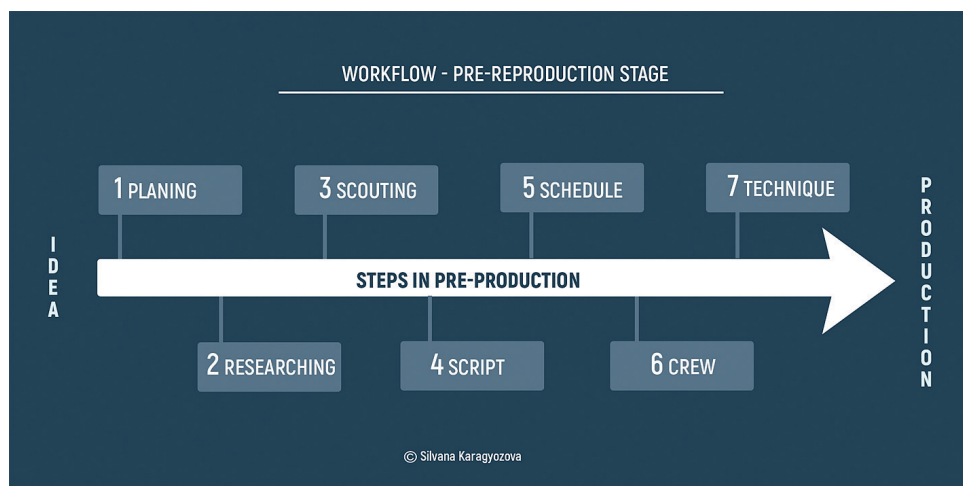 WORKFLOW - PRE-REPRODUCTION STAGE
1 PLANING
3 SCOUTING
5 SCHEDULE
7 TECHNIQUE
IDEA
STEPS IN PRE-PRODUCTION
PRODUCTION
2 RESEARCHING
4 SCRIPT
6 CREW
© Silvana Karagyozova